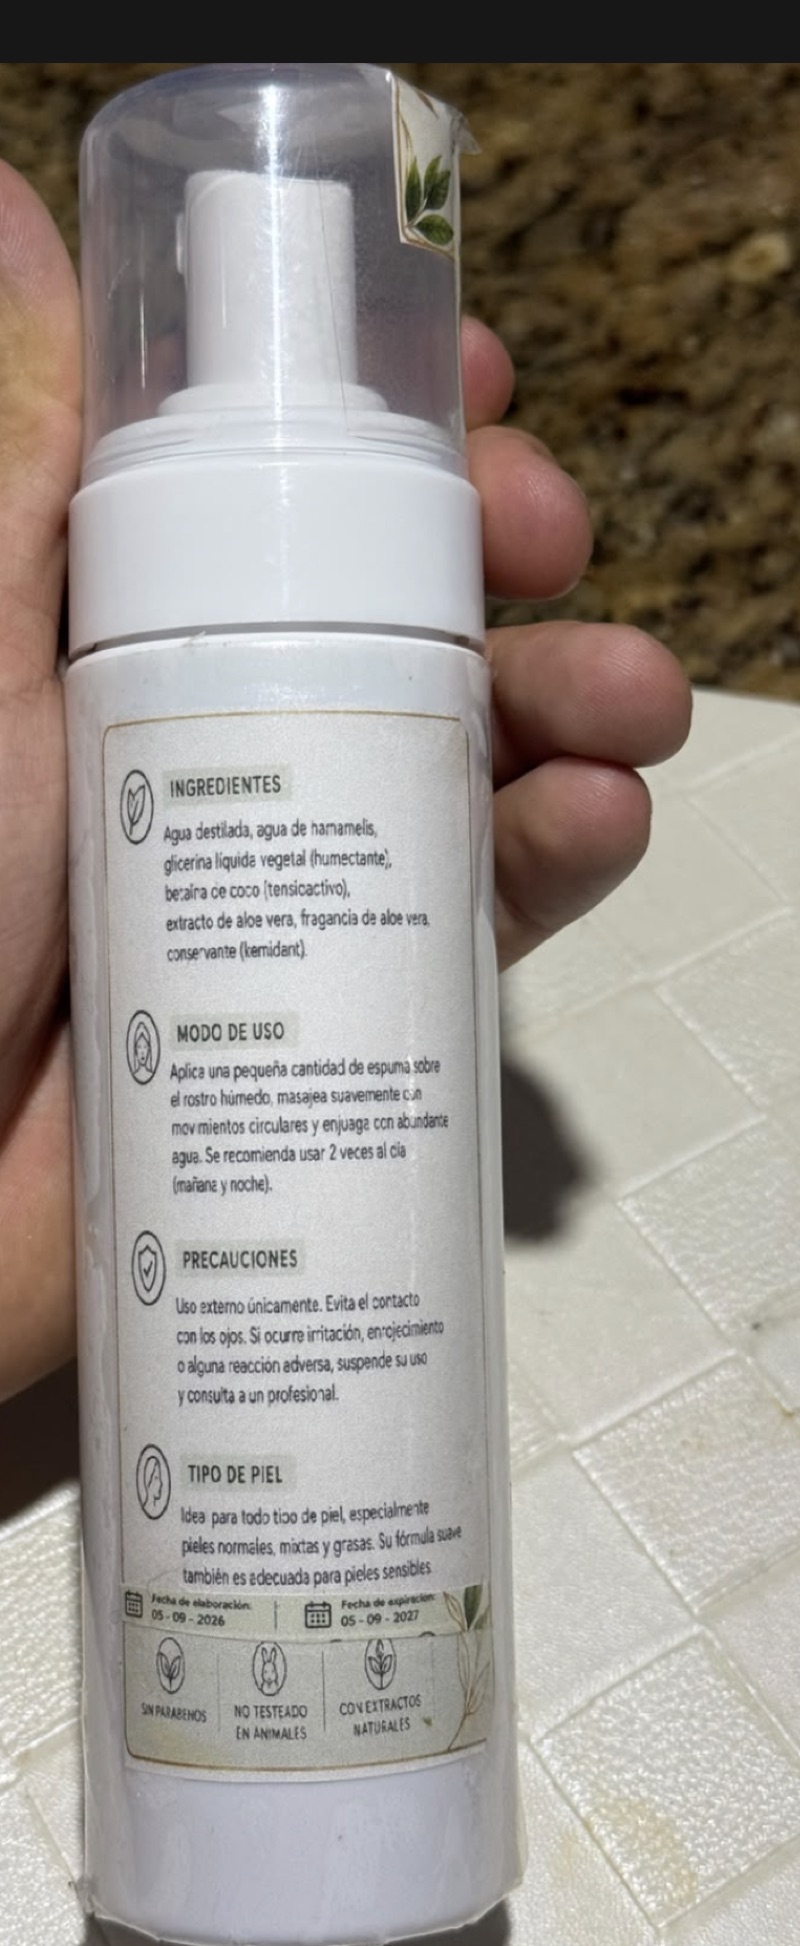 INGREDIENTES
Agua destilada, agua de hamamelis,
glicerina líquida vegetal (humectante),
betaína de coco (tensioactivo),
extracto de aloe vera, fragancia de aloe vera,
conservante (kemidant).
MODO DE USO
Aplica una pequeña cantidad de espuma sobre
el rostro húmedo, masajea suavemente con
movimientos circulares y enjuaga con abundante
agua. Se recomienda usar 2 veces al día
(mañana y noche).
PRECAUCIONES
Uso externo únicamente. Evita el contacto
con los ojos. Si ocurre irritación, enrojecimiento
o alguna reacción adversa, suspende su uso
y consulta a un profesional.
TIPO DE PIEL
Ideal para todo tipo de piel, especialmente
pieles normales, mixtas y grasas. Su fórmula suave
también es adecuada para pieles sensibles
Fecha de elaboración:
05 - 09 - 2026
Fecha de expiración:
05 - 09 - 2027
SIN PARABENOS
NO TESTEADO
EN ANIMALES
CON EXTRACTOS
NATURALES